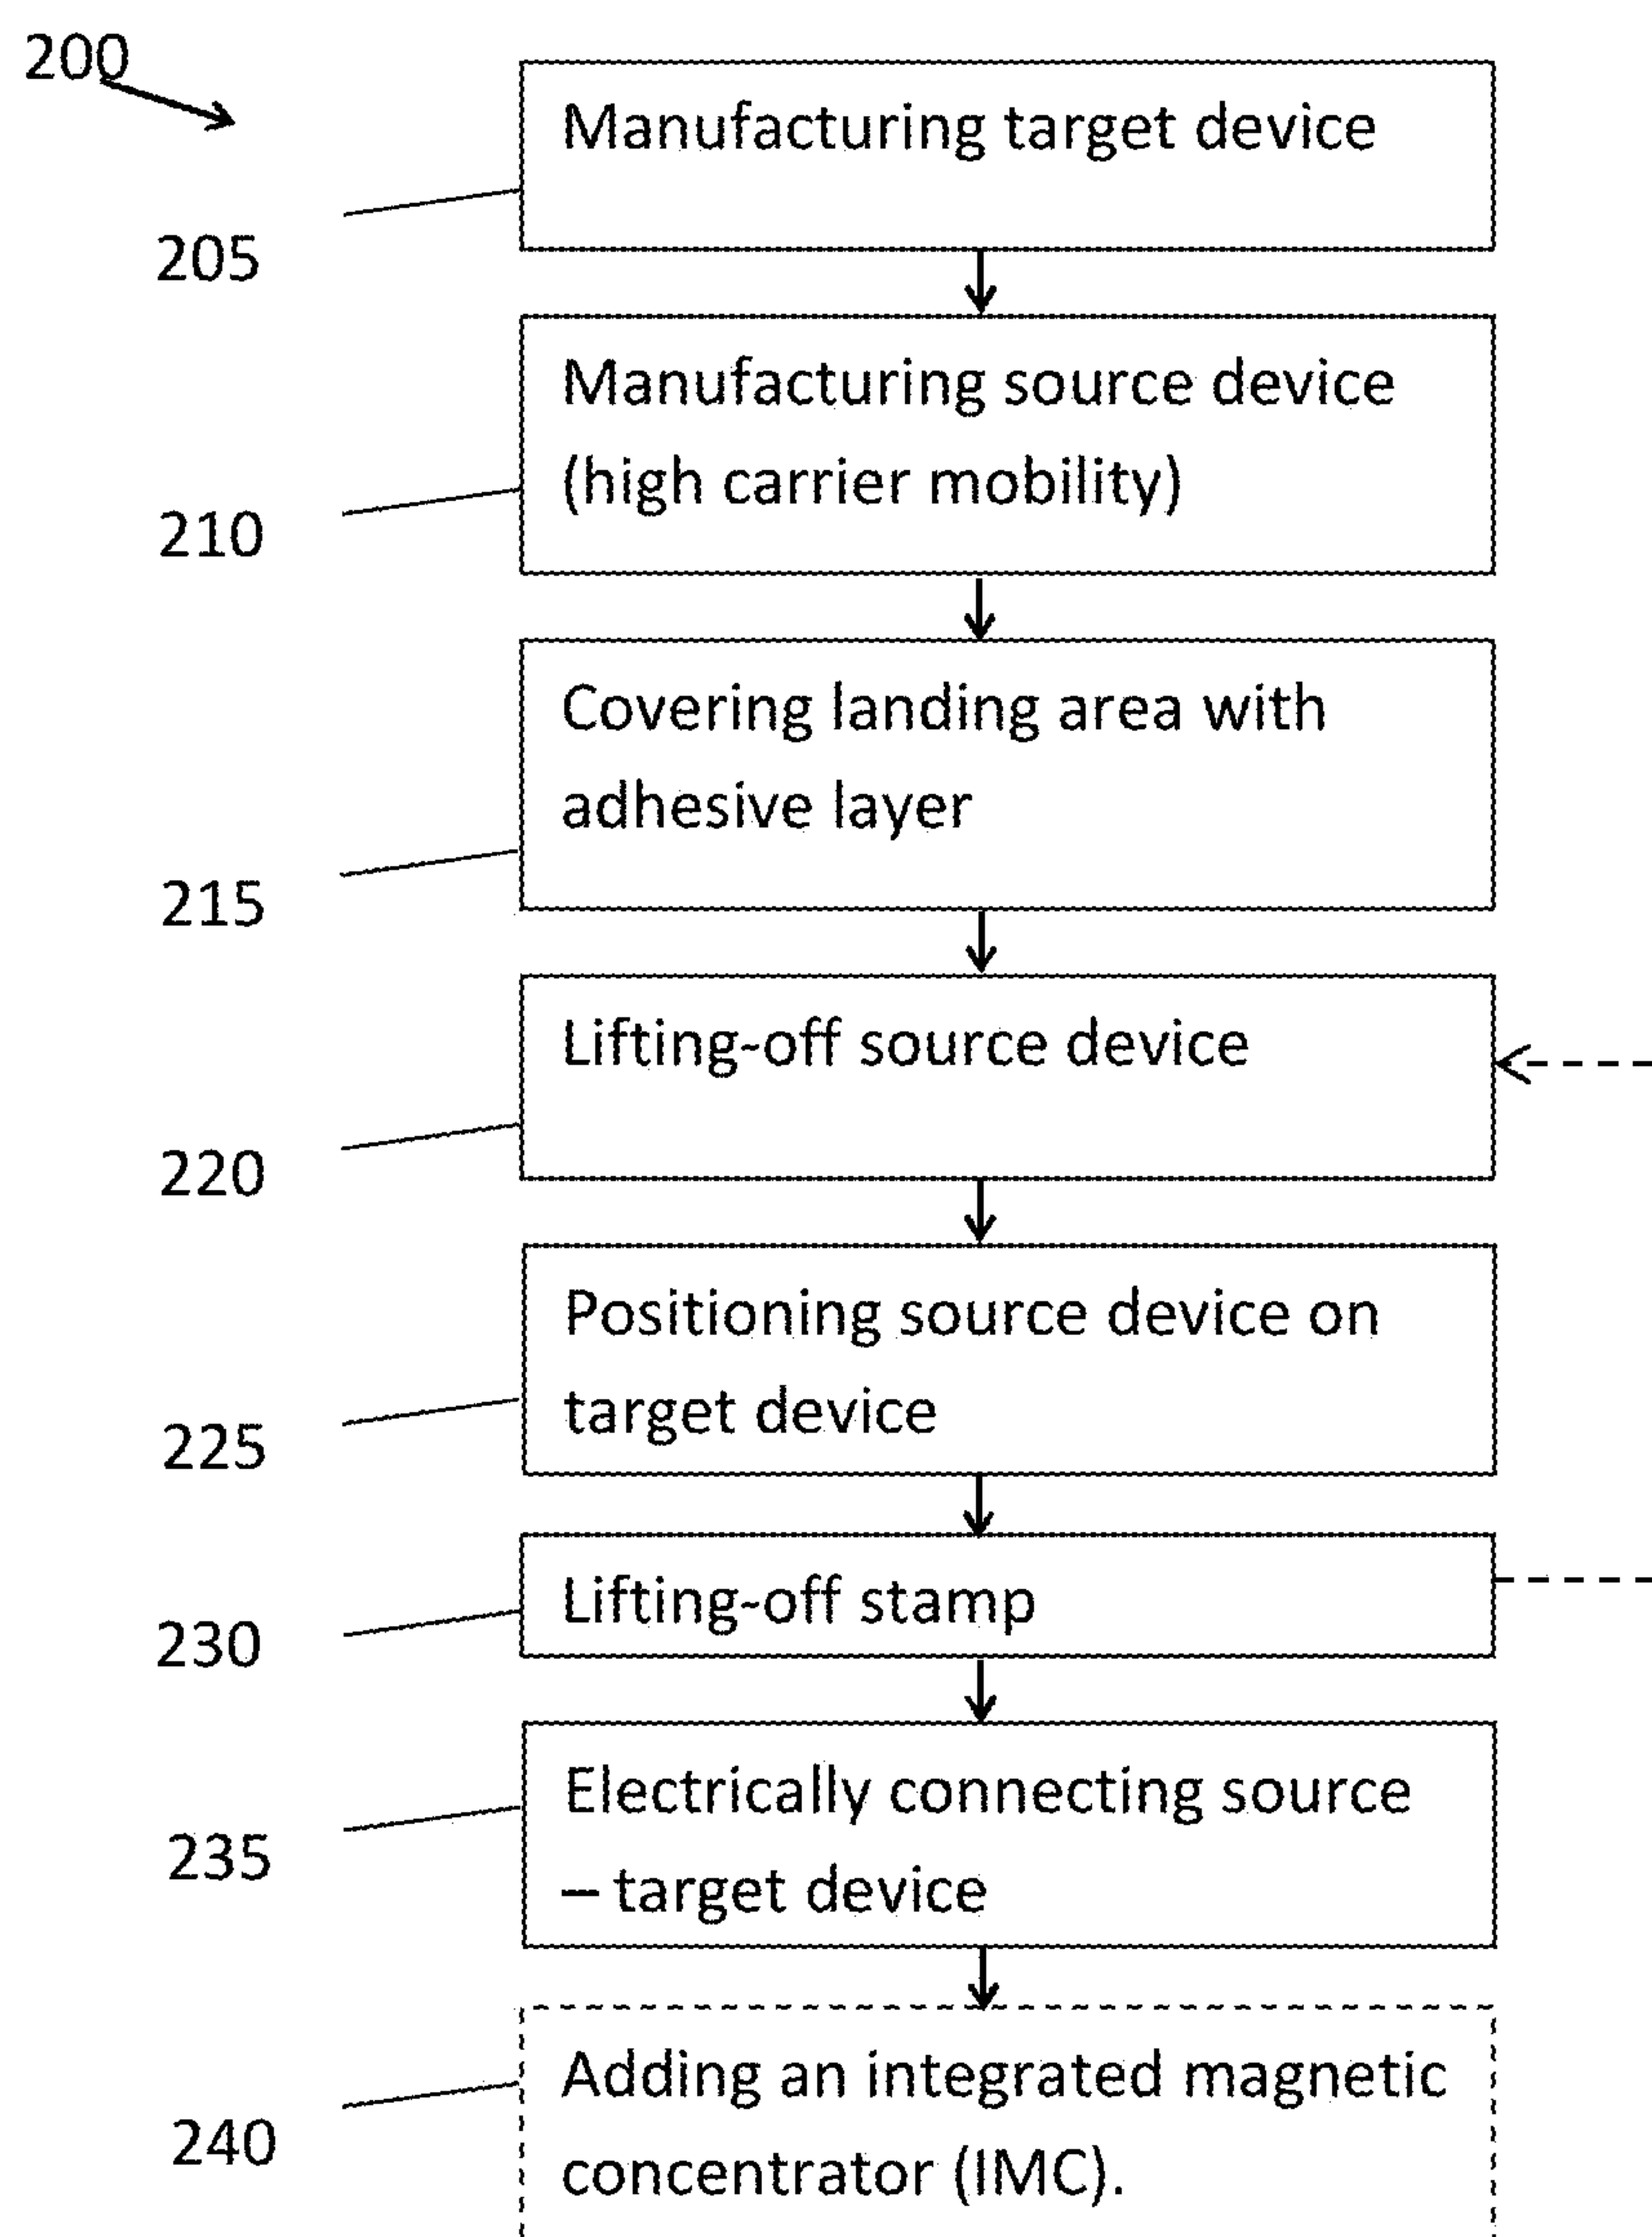 200
Manufacturing target device
205
Manufacturing source device
(high carrier mobility)
210
Covering landing area with
adhesive layer
215
Lifting-off source device
220
Positioning source device on
target device
225
Lifting-off stamp
230
Electrically connecting source
– target device
235
Adding an integrated magnetic
concentrator (IMC).
240